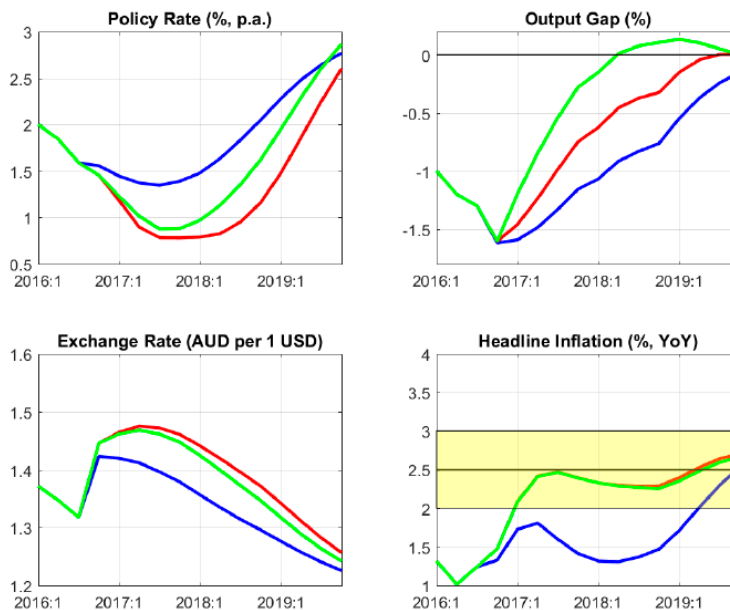 Policy Rate (%, p.a.)
3
2.5
2
1.5
1
0.5
2016:1 2017:1 2018:1 2019:1
Output Gap (%)
0
-0.5
-1
-1.5
2016:1 2017:1 2018:1 2019:1
Exchange Rate (AUD per 1 USD)
1.6
1.5
1.4
1.3
1.2
2016:1 2017:1 2018:1 2019:1
Headline Inflation (%, YoY)
4
3.5
3
2.5
2
1.5
1
2016:1 2017:1 2018:1 2019:1